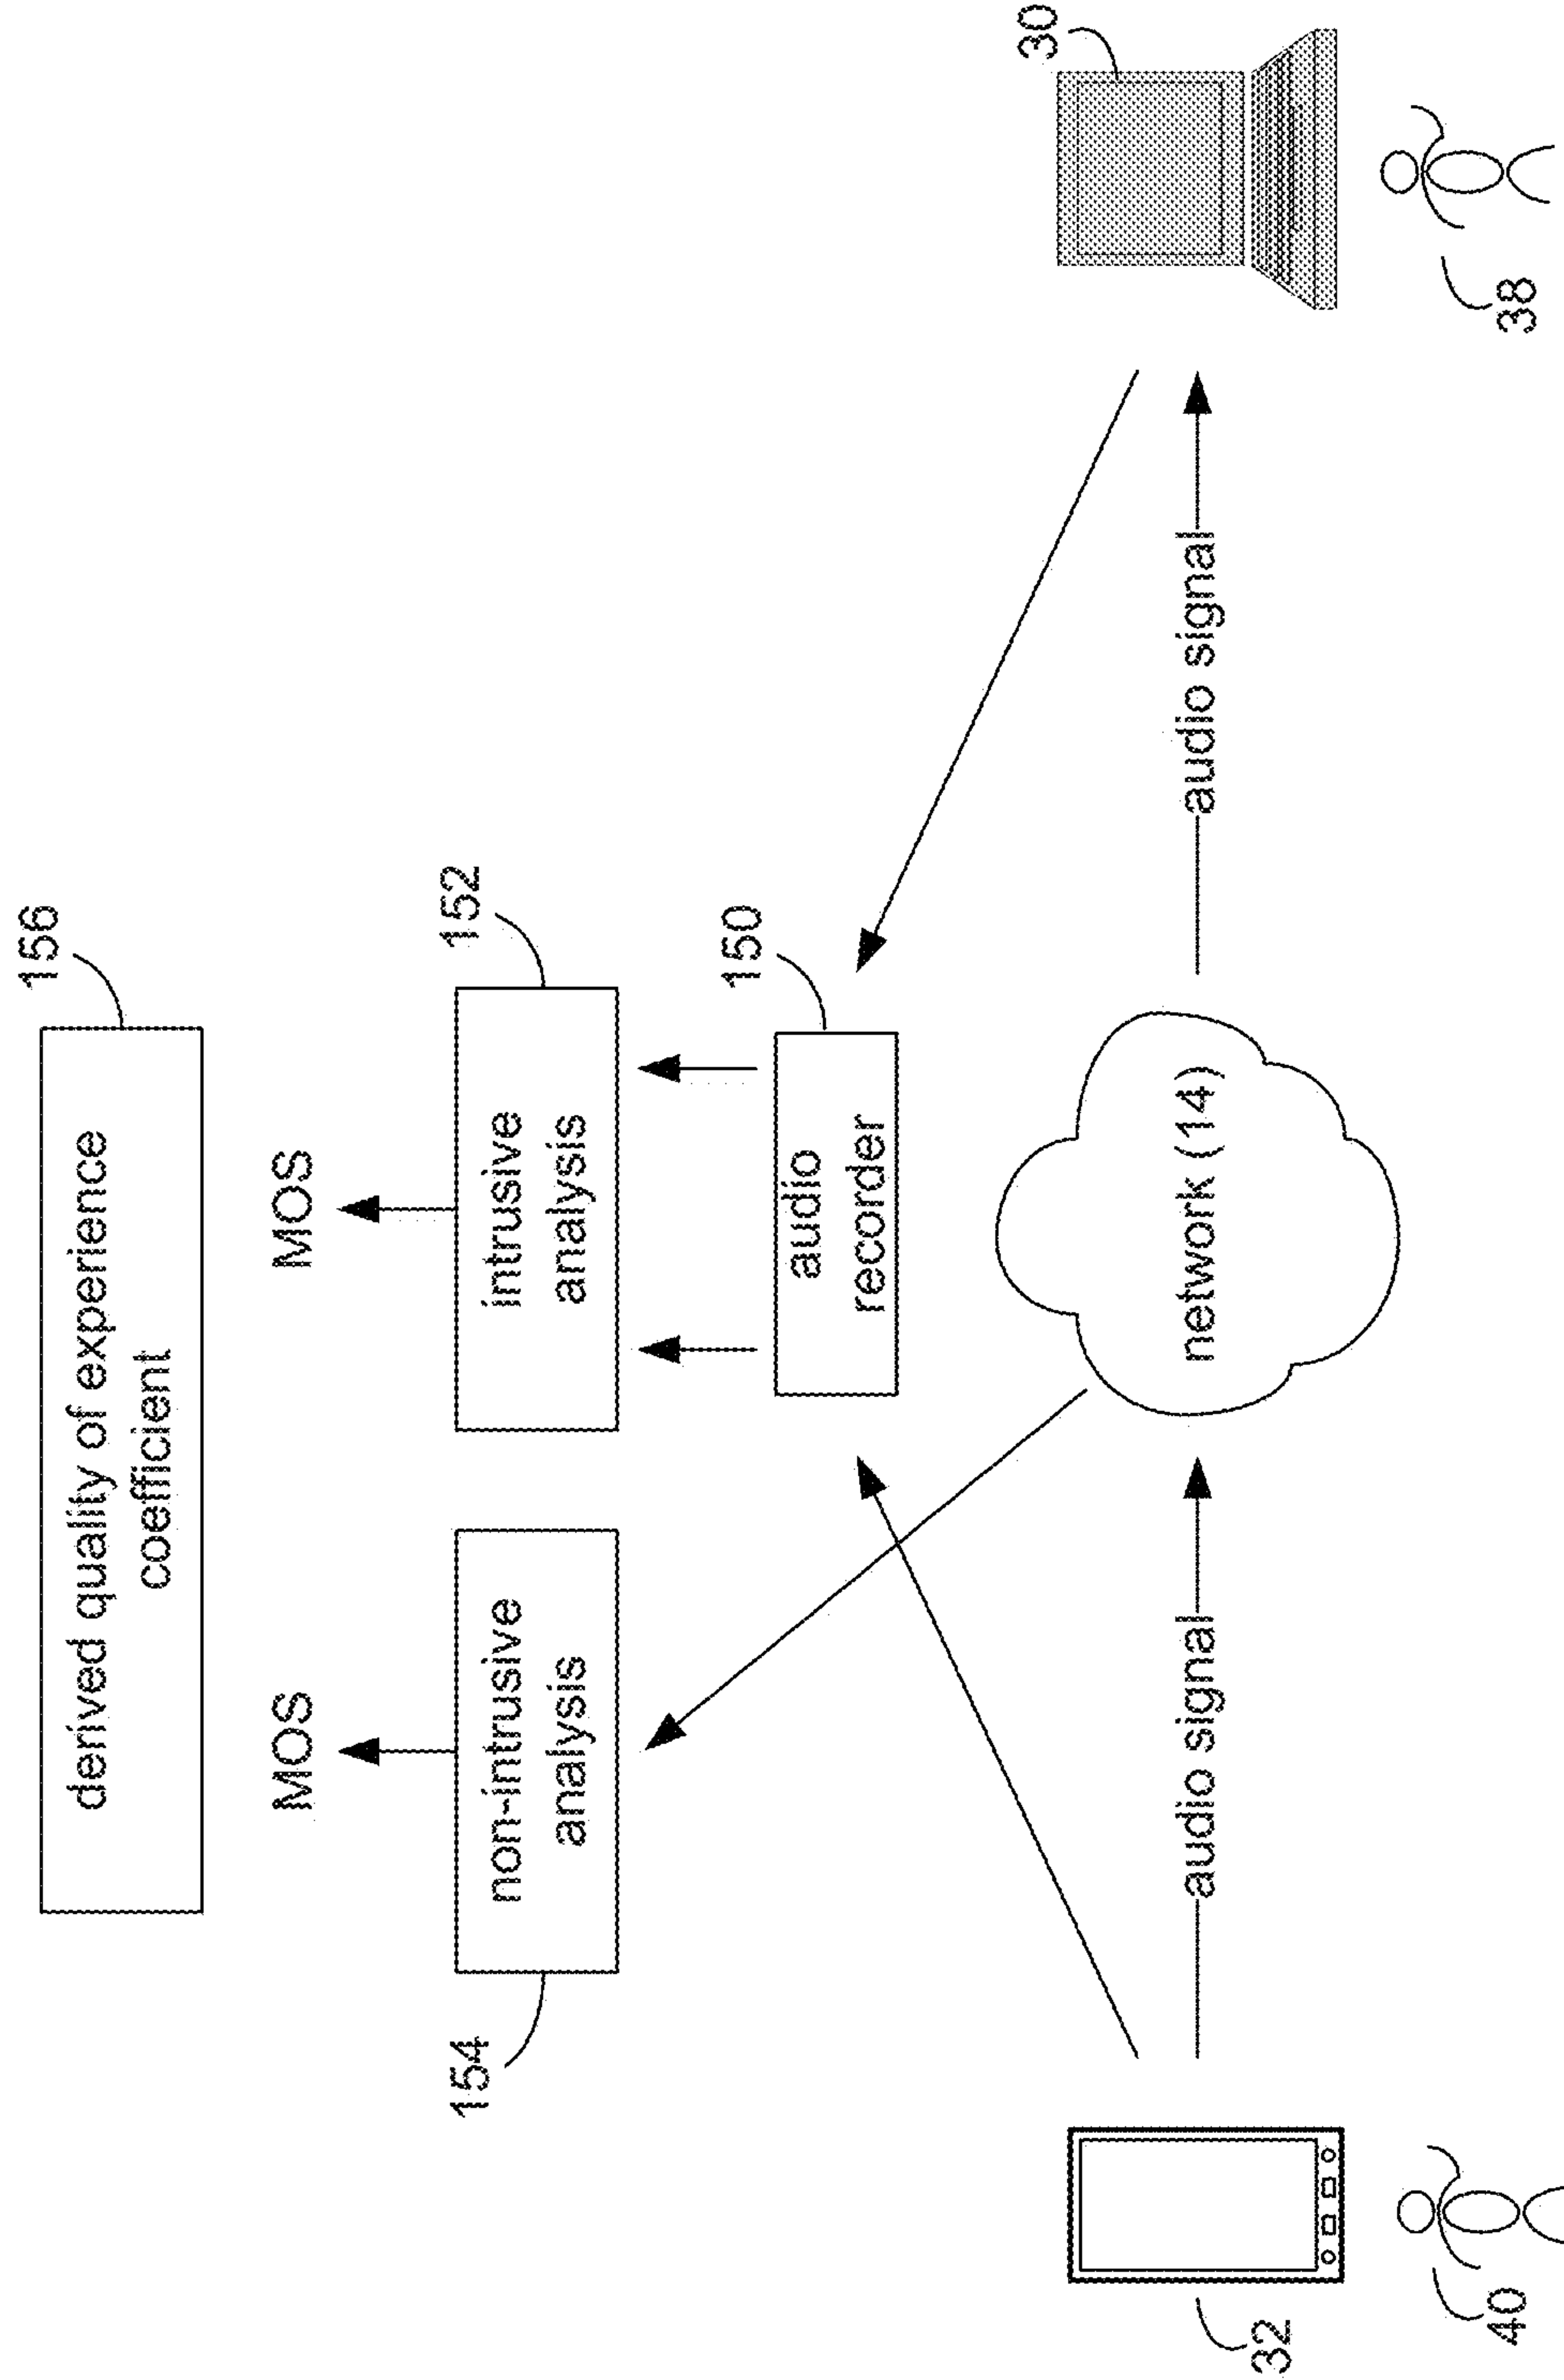 156
derived quality of experience
coefficient
MOS
MOS
154
non-intrusive
analysis
152
intrusive
analysis
150
audio
recorder
30
32
audio signal
network (14)
audio signal
40
38